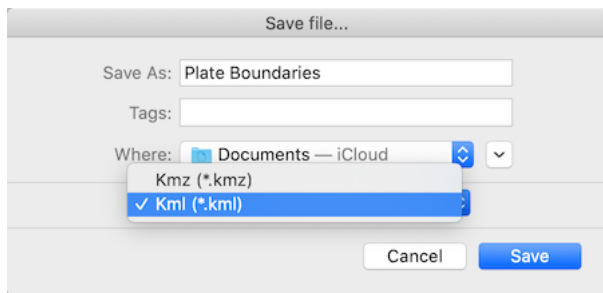 Save file...
Save As: Plate Boundaries
Tags:
Where: Documents — iCloud
Kmz (*.kmz)
✓ Kml (*.kml)
Cancel Save